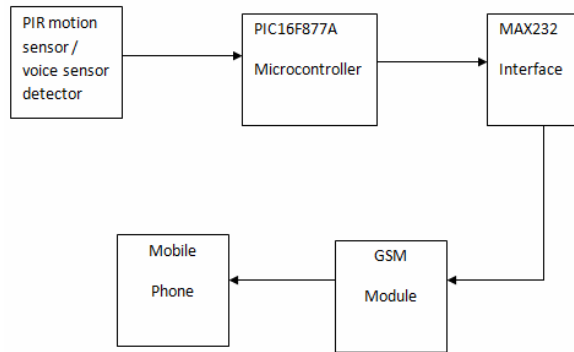 PIR motion
sensor /
voice sensor
detector
PIC16F877A
Microcontroller
MAX232
Interface
Mobile
Phone
GSM
Module